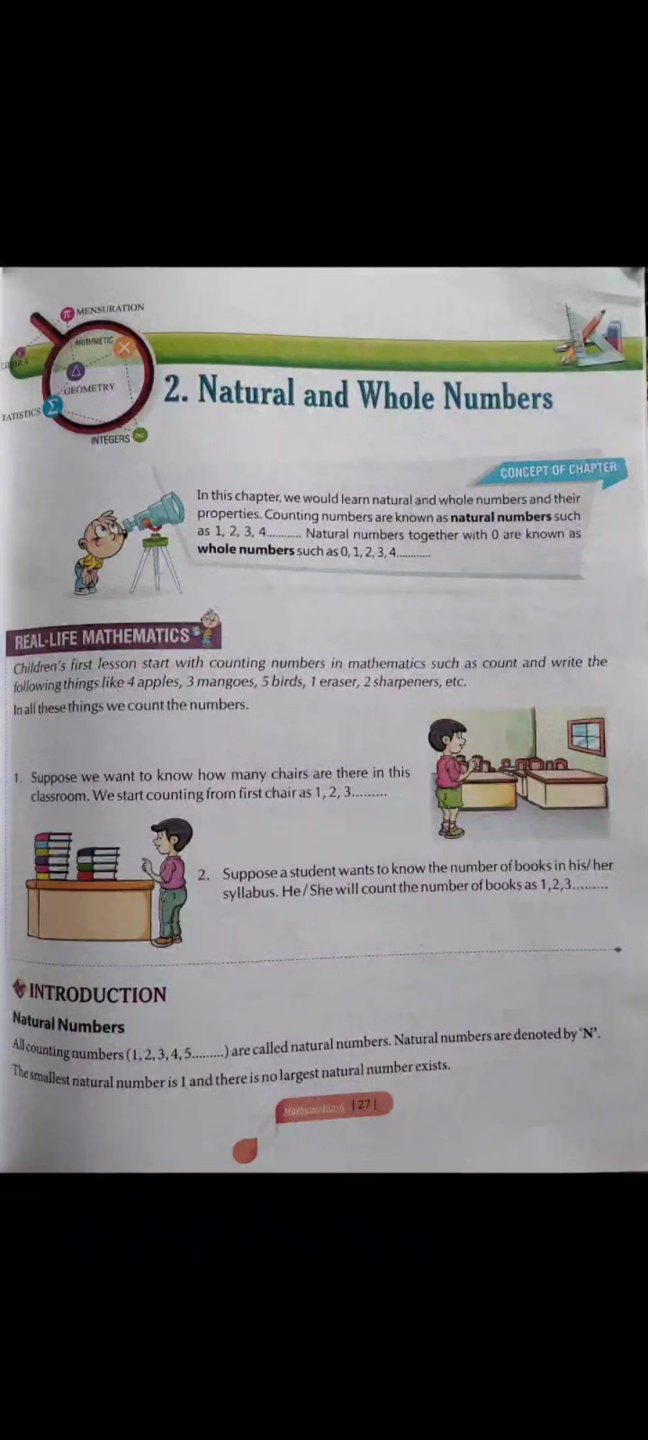 MENSURATION
ARITHMETIC
GEOMETRY
TATISTICS
INTEGERS
2. Natural and Whole Numbers
CONCEPT OF CHAPTER
In this chapter, we would learn natural and whole numbers and their
properties. Counting numbers are known as natural numbers such
as 1, 2, 3, 4........... Natural numbers together with 0 are known as
whole numbers such as 0, 1, 2, 3, 4...........
REAL-LIFE MATHEMATICS
Children's first lesson start with counting numbers in mathematics such as count and write the
following things like 4 apples, 3 mangoes, 5 birds, 1 eraser, 2 sharpeners, etc.
In all these things we count the numbers.
1. Suppose we want to know how many chairs are there in this
classroom. We start counting from first chair as 1, 2, 3.........
2. Suppose a student wants to know the number of books in his/ her
syllabus. He / She will count the number of books as 1,2,3.........
INTRODUCTION
Natural Numbers
All counting numbers (1, 2, 3, 4, 5.........) are called natural numbers. Natural numbers are denoted by 'N'.
The smallest natural number is 1 and there is no largest natural number exists.
|27|